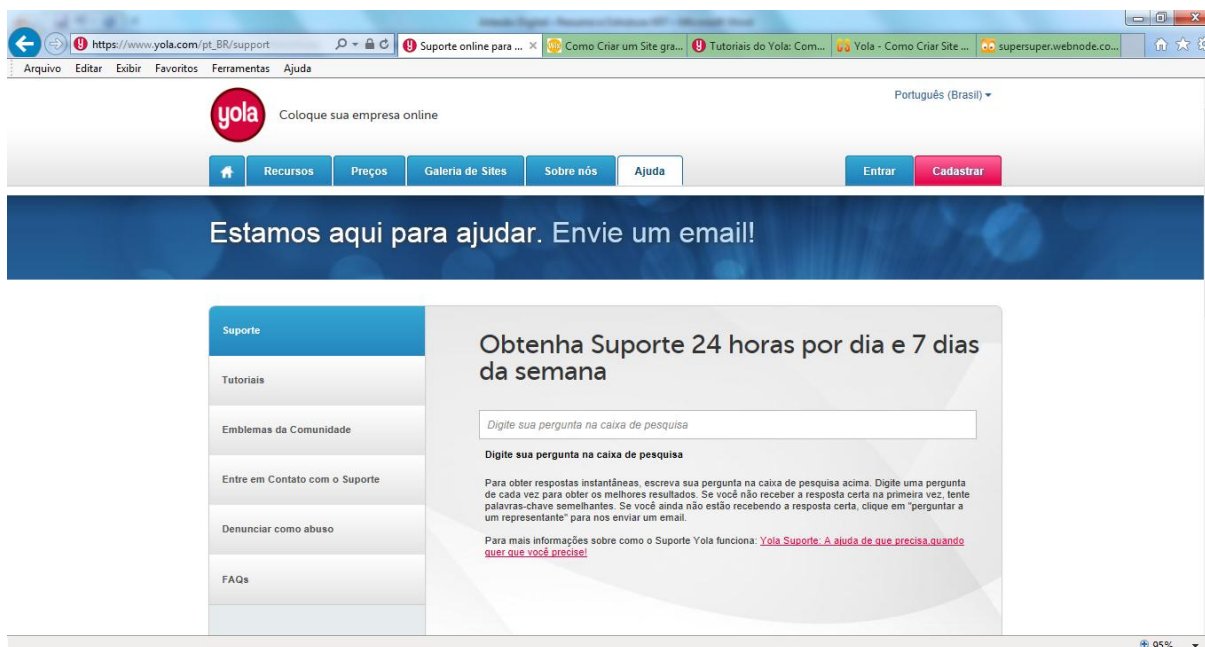 https://www.yola.com/pt_BR/support
Suporte online para ...
Como Criar um Site gra...
Tutoriais do Yola: Com...
Yola - Como Criar Site ...
supersuper.webnode.co...
Arquivo Editar Exibir Favoritos Ferramentas Ajuda
yola
Coloque sua empresa online
Português (Brasil)
Recursos Preços Galeria de Sites Sobre nós Ajuda Entrar Cadastrar
Estamos aqui para ajudar. Envie um email!
Suporte
Tutoriais
Emblemas da Comunidade
Entre em Contato com o Suporte
Denunciar como abuso
FAQs
Obtenha Suporte 24 horas por dia e 7 dias
da semana
Digite sua pergunta na caixa de pesquisa
Digite sua pergunta na caixa de pesquisa
Para obter respostas instantâneas, escreva sua pergunta na caixa de pesquisa acima. Digite uma pergunta
de cada vez para obter os melhores resultados. Se você não receber a resposta certa na primeira vez, tente
palavras-chave semelhantes. Se você ainda não estão recebendo a resposta certa, clique em "perguntar a
um representante" para nos enviar um email.
Para mais informações sobre como o Suporte Yola funciona: Yola Suporte: A ajuda de que precisa,quando
quer que você precise!
95%